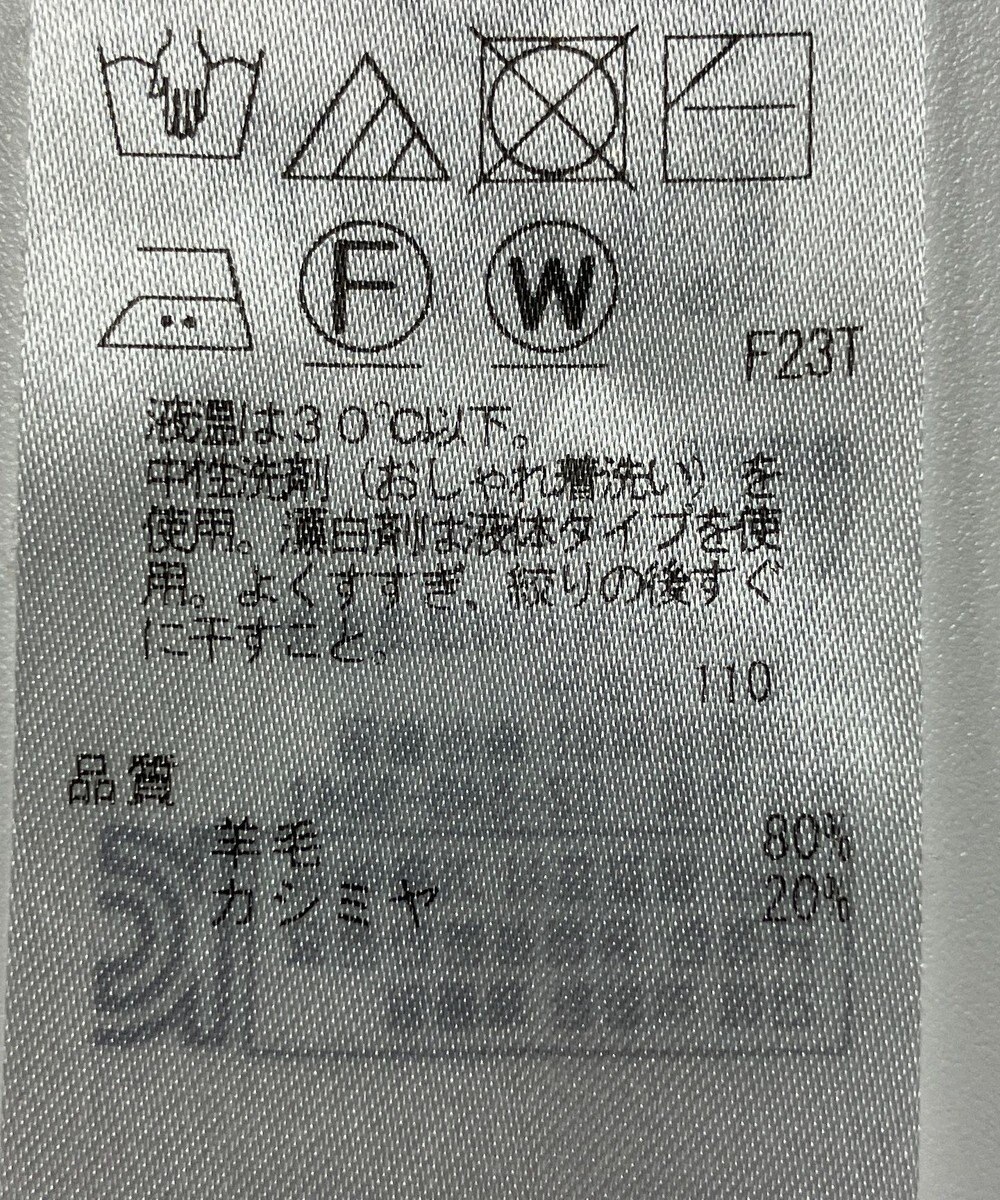 F
W
F23T
液温は30℃以下。
中性洗剤（おしゃれ着洗い）を
使用。漂白剤は液体タイプを使
用。よくすすぎ、絞りの後すぐ
に干すこと。
110
品質
羊毛 80%
カシミヤ 20%